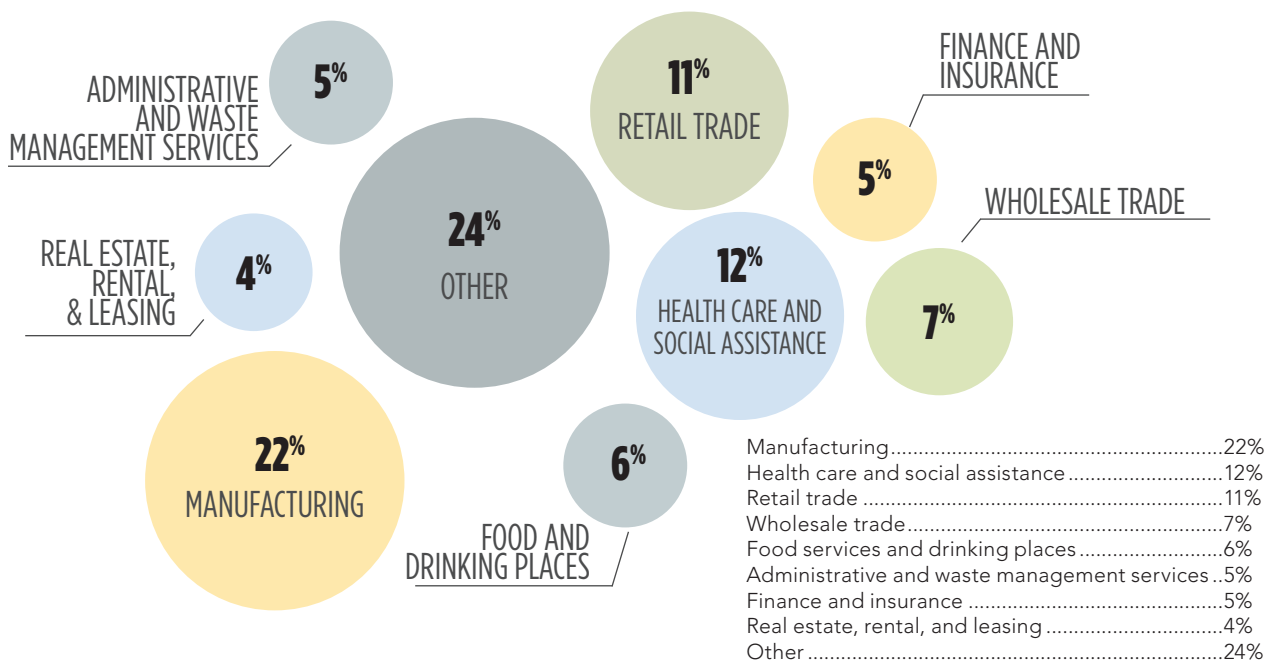 5%
ADMINISTRATIVE
AND WASTE
MANAGEMENT SERVICES
11%
RETAIL TRADE
FINANCE AND
INSURANCE
5%
24%
OTHER
WHOLESALE TRADE
7%
REAL ESTATE,
RENTAL,
& LEASING
4%
12%
HEALTH CARE AND
SOCIAL ASSISTANCE
22%
MANUFACTURING
6%
FOOD AND
DRINKING PLACES
Manufacturing..................................................22%
Health care and social assistance.......................12%
Retail trade......................................................11%
Wholesale trade...............................................7%
Food services and drinking places.....................6%
Administrative and waste management services..5%
Finance and insurance......................................5%
Real estate, rental, and leasing..........................4%
Other..............................................................24%